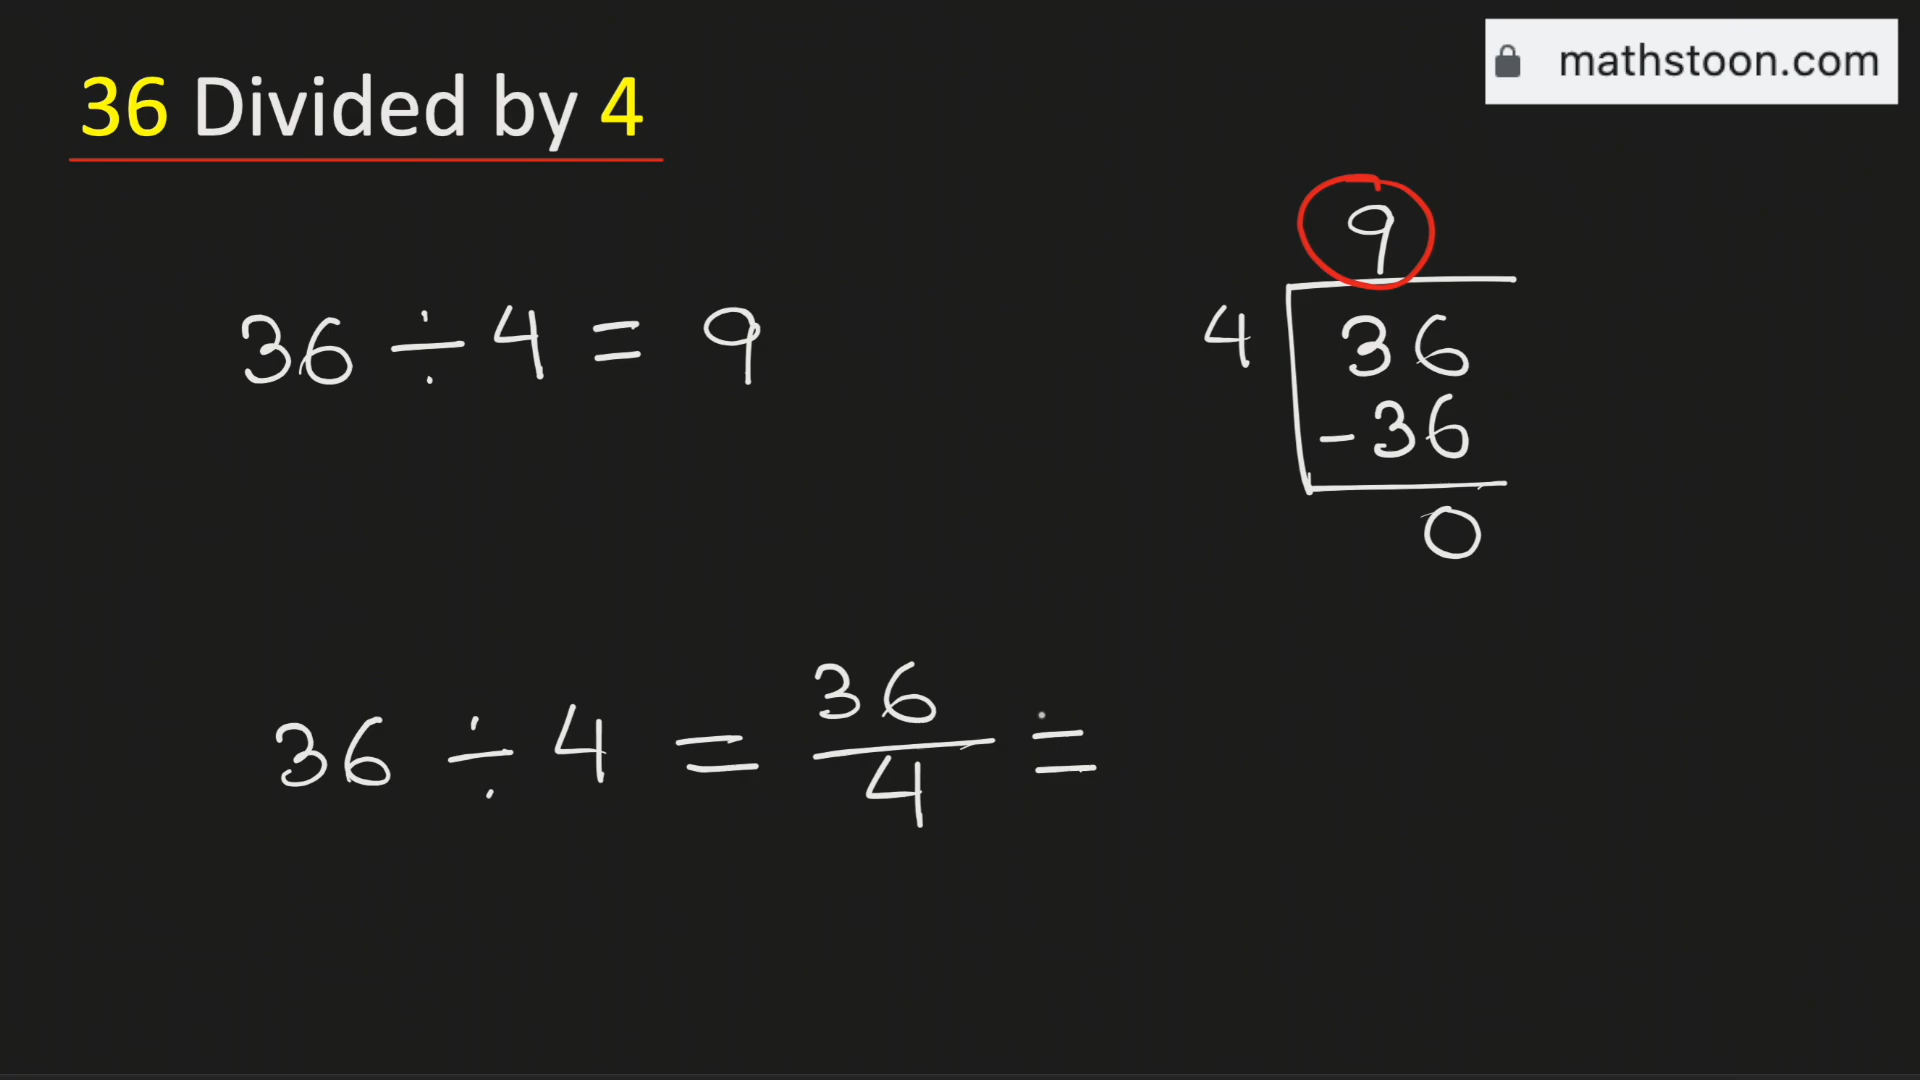 36 Divided by 4
mathstoon.com
36 ÷ 4 = 9
9
4 36
- 36
0
36 ÷ 4 = 36/4 =